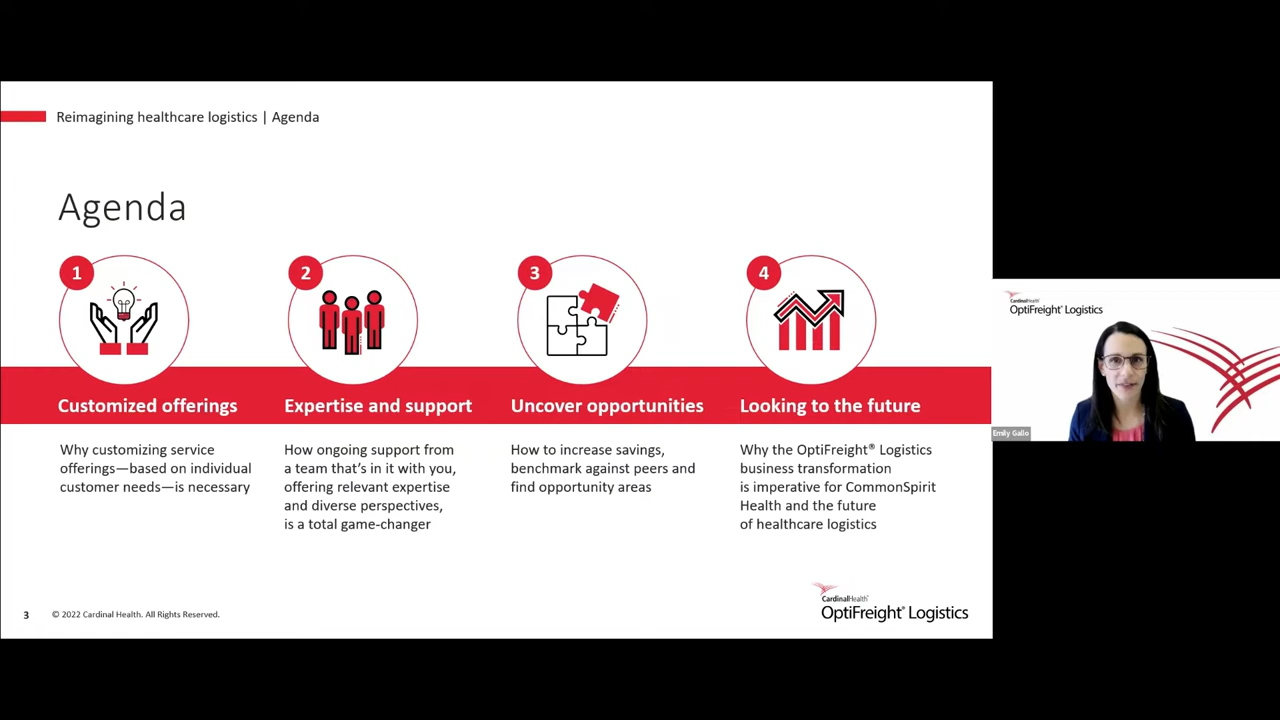 Reimagining healthcare logistics | Agenda
Agenda
1
2
3
4
Customized offerings
Expertise and support
Uncover opportunities
Looking to the future
Why customizing service
offerings—based on individual
customer needs—is necessary
How ongoing support from
a team that's in it with you,
offering relevant expertise
and diverse perspectives,
is a total game-changer
How to increase savings,
benchmark against peers and
find opportunity areas
Why the OptiFreight® Logistics
business transformation
is imperative for CommonSpirit
Health and the future
of healthcare logistics
3
© 2022 Cardinal Health. All Rights Reserved.
CardinalHealth™
OptiFreight® Logistics
CardinalHealth™
OptiFreight® Logistics
Emily Gallo